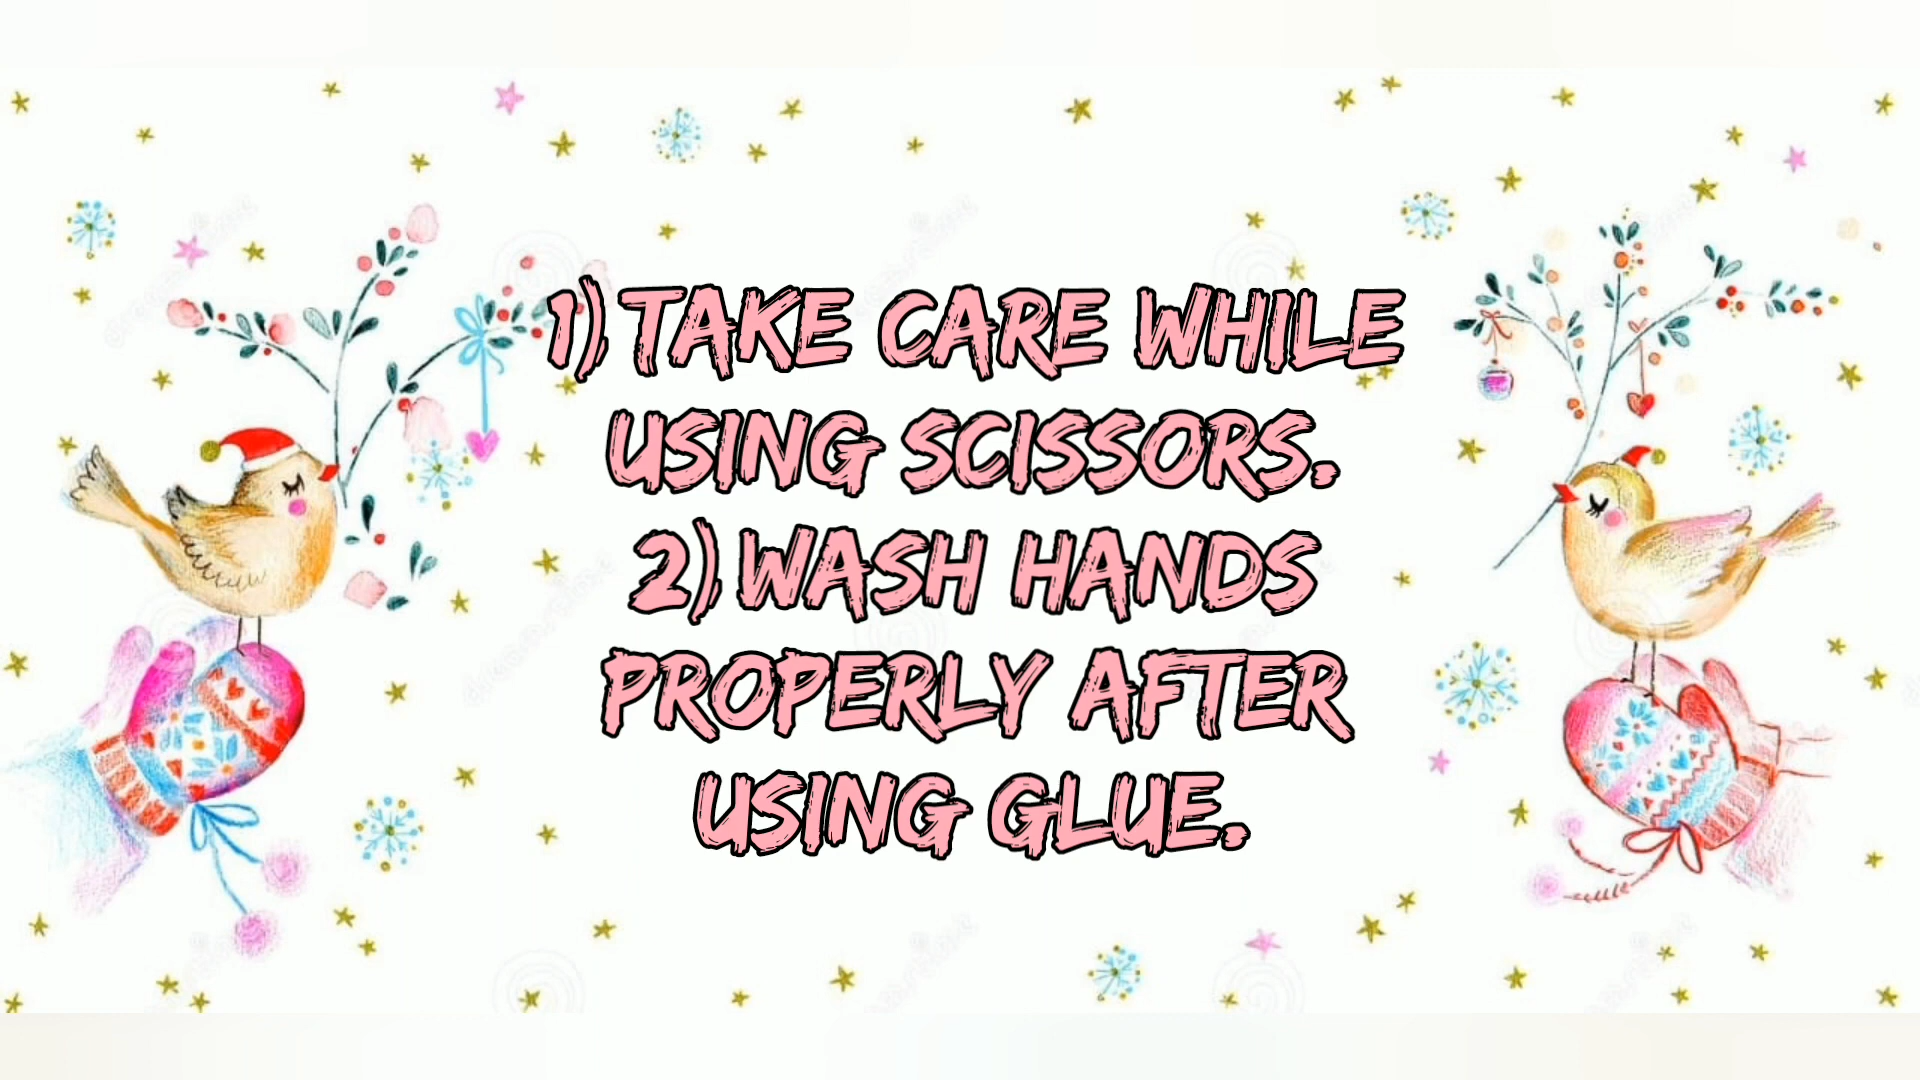 1) TAKE CARE WHILE
USING SCISSORS.
2) WASH HANDS
PROPERLY AFTER
USING GLUE.